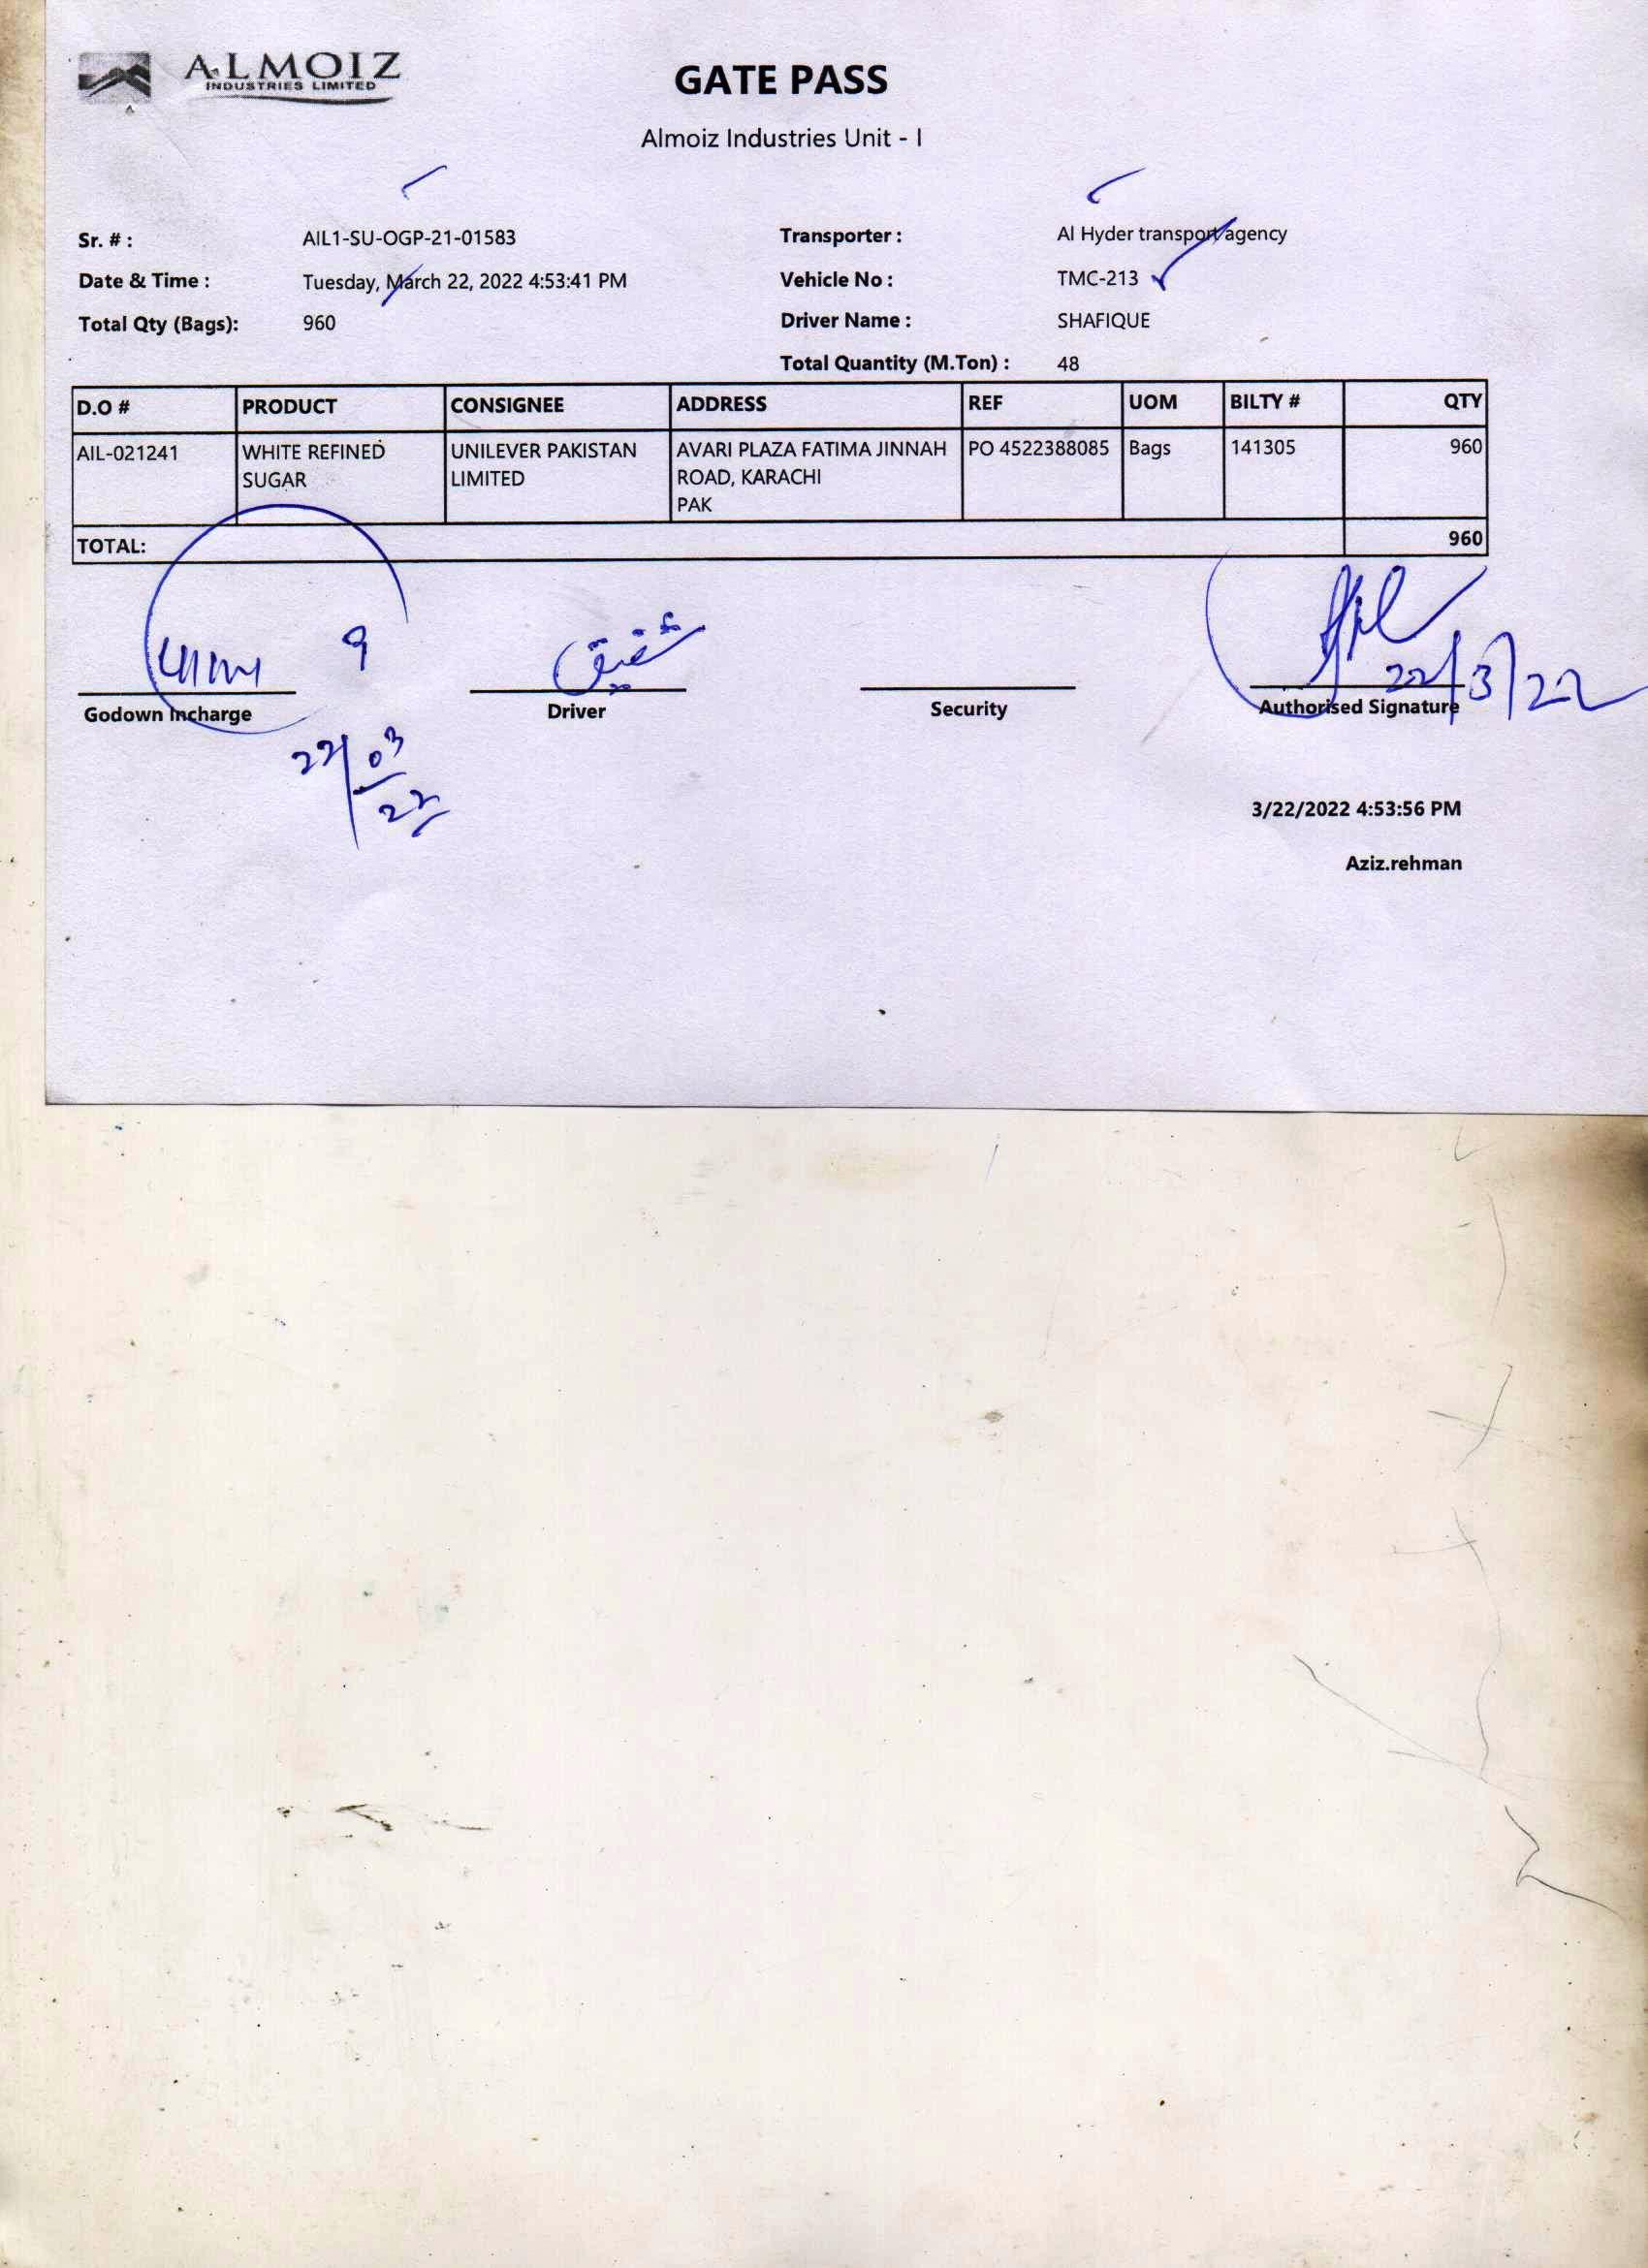 ALMOIZ
INDUSTRIES LIMITED
GATE PASS
Almoiz Industries Unit - I
Sr. # : AIL1-SU-OGP-21-01583 Transporter : Al Hyder transport agency
Date & Time : Tuesday, March 22, 2022 4:53:41 PM Vehicle No : TMC-213
Total Qty (Bags): 960 Driver Name : SHAFIQUE
Total Quantity (M.Ton) : 48
D.O # PRODUCT CONSIGNEE ADDRESS REF UOM BILTY # QTY
AIL-021241 WHITE REFINED UNILEVER PAKISTAN AVARI PLAZA FATIMA JINNAH PO 4522388085 Bags 141305 960
SUGAR LIMITED ROAD, KARACHI
PAK
TOTAL: 960
شفیق
22/3/22
Godown Incharge Driver Security Authorised Signature
22/03/22
3/22/2022 4:53:56 PM
Aziz.rehman